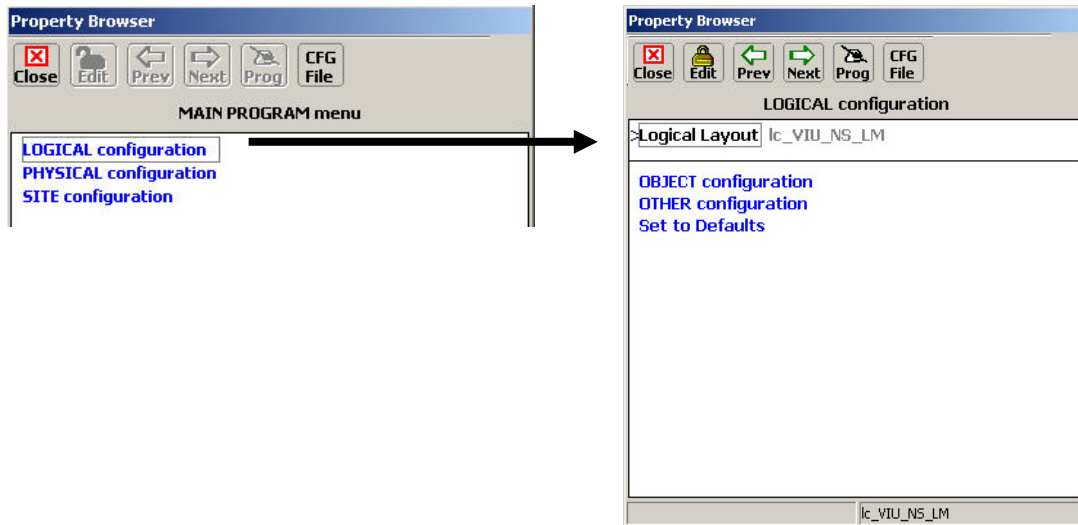 Property Browser
Close Edit Prev Next Prog CFG File
MAIN PROGRAM menu
LOGICAL configuration
PHYSICAL configuration
SITE configuration
Property Browser
Close Edit Prev Next Prog CFG File
LOGICAL configuration
>Logical Layout lc_VIU_NS_LM
OBJECT configuration
OTHER configuration
Set to Defaults
lc_VIU_NS_LM